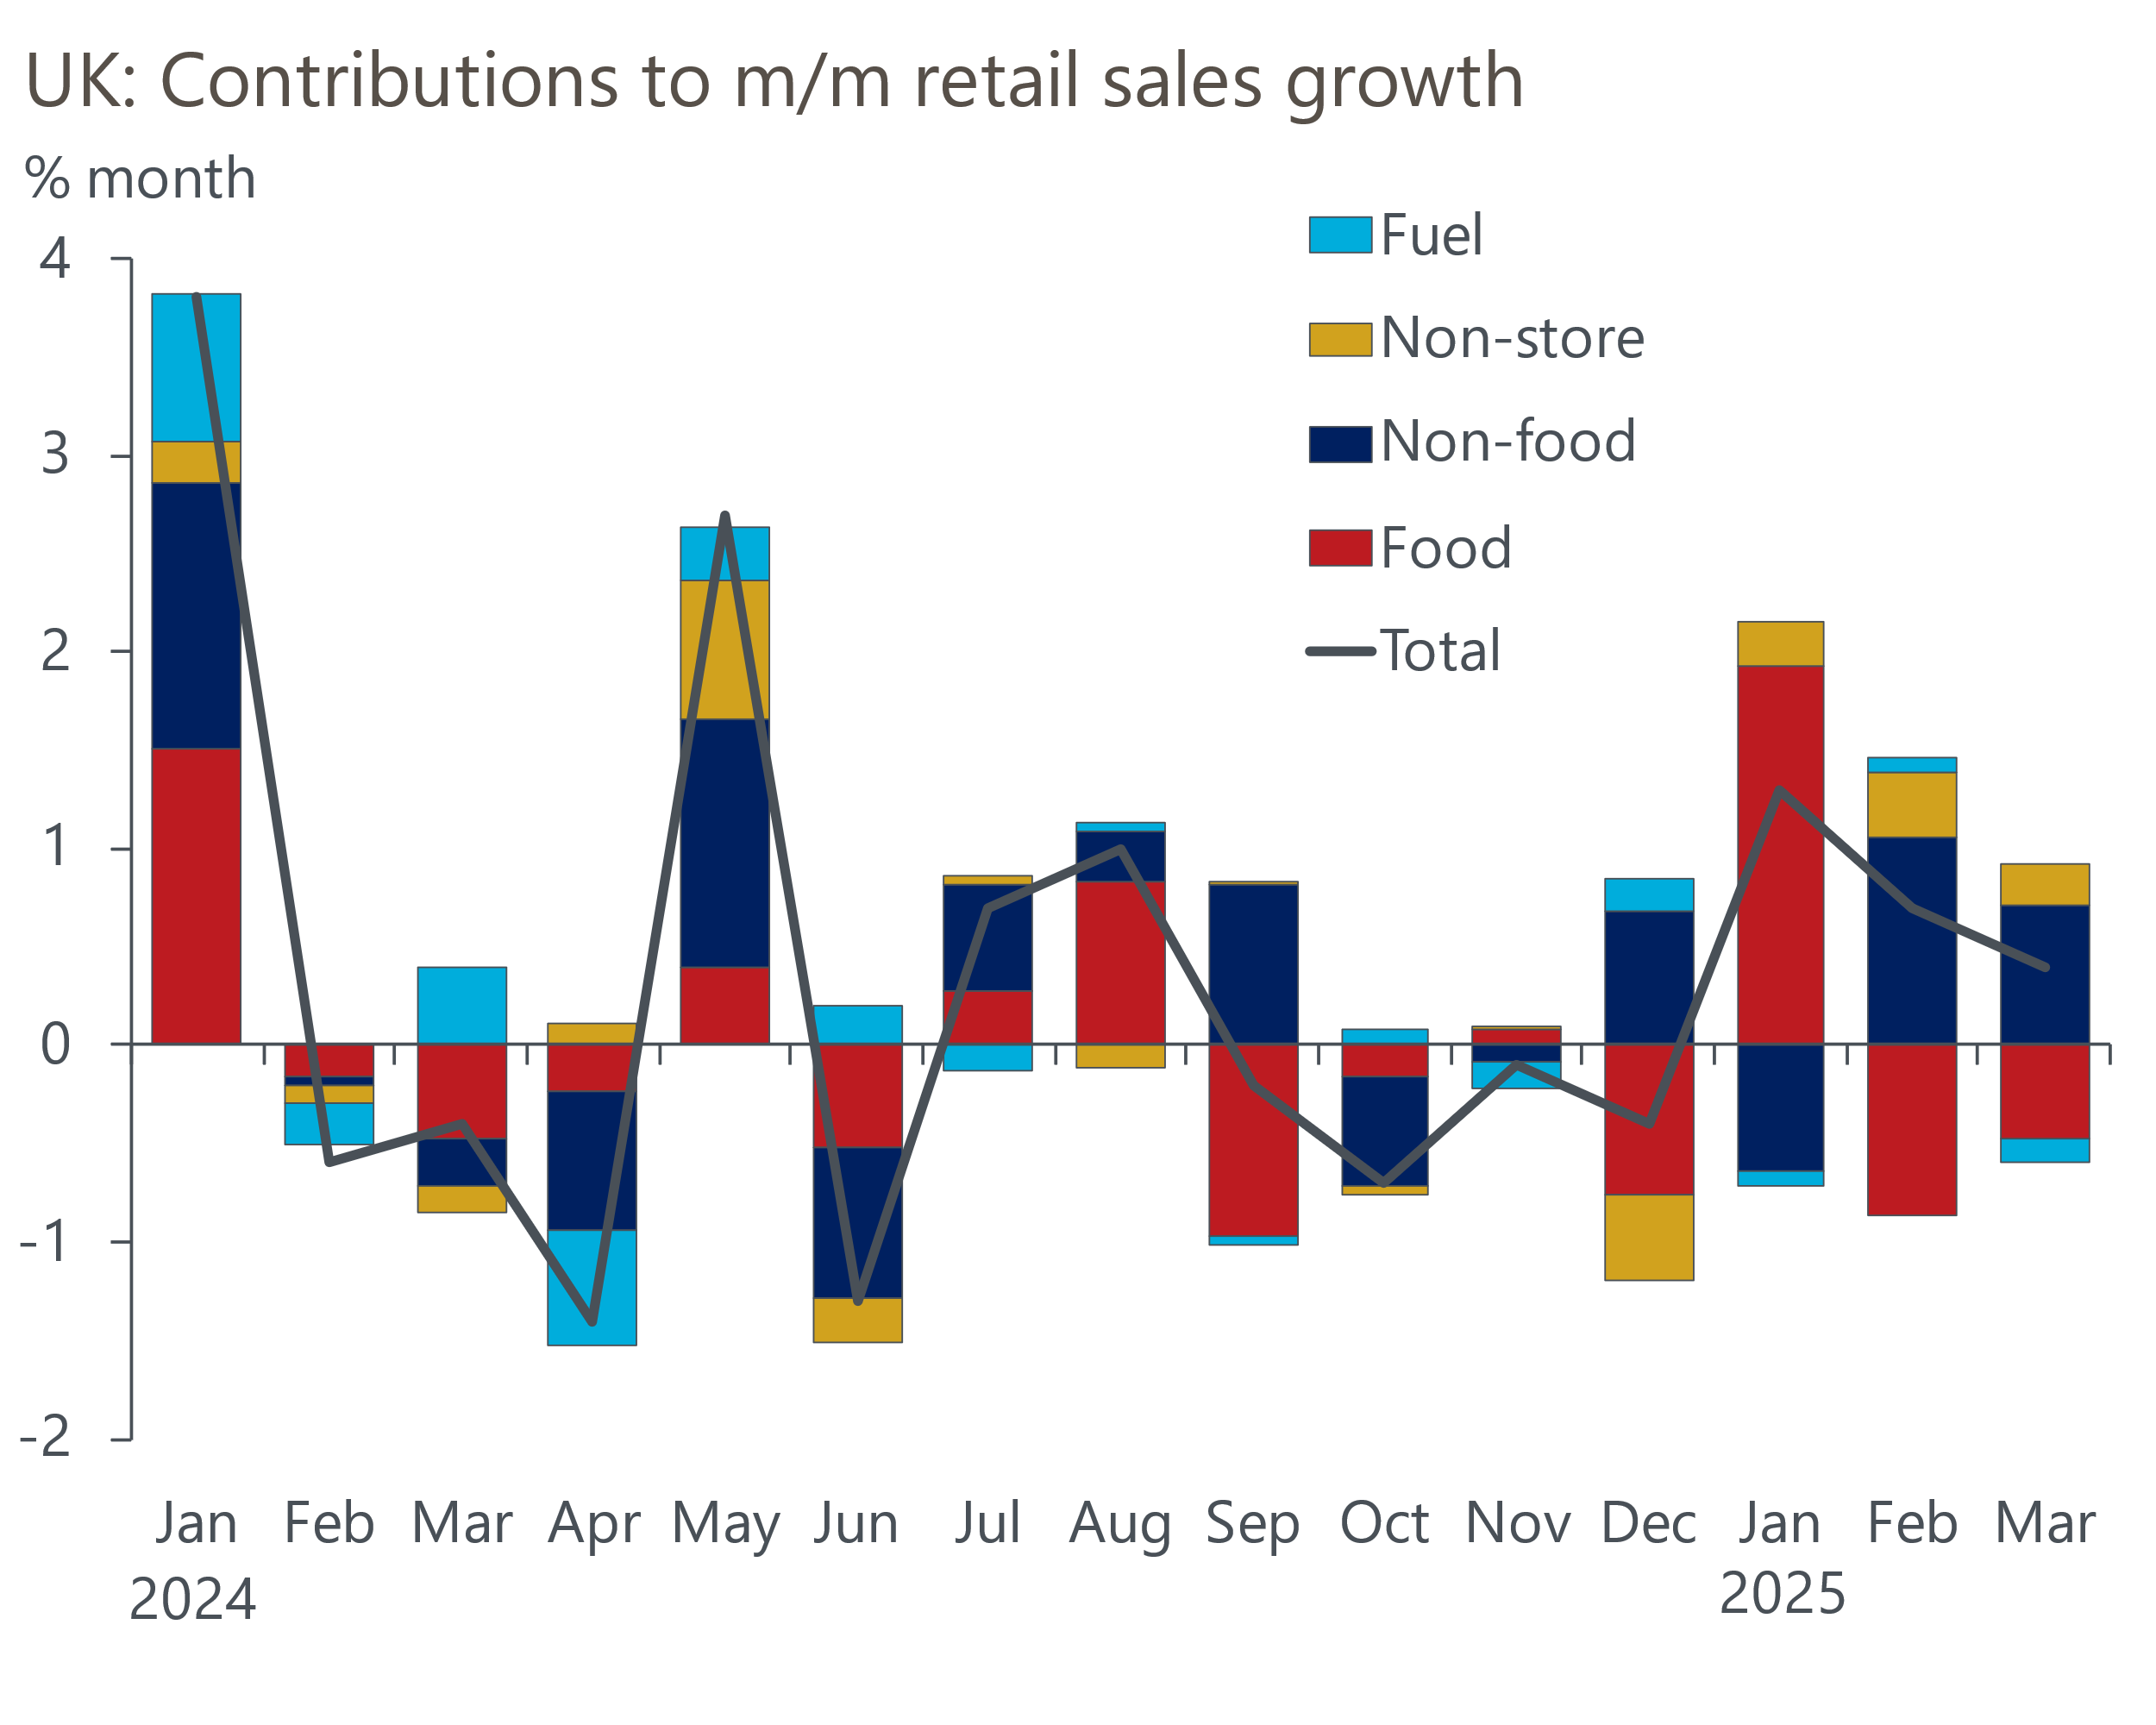 UK: Contributions to m/m retail sales growth
% month
Fuel
Non-store
Non-food
Food
Total
4
3
2
1
0
-1
-2
Jan Feb Mar Apr May Jun Jul Aug Sep Oct Nov Dec Jan Feb Mar
2024 2025